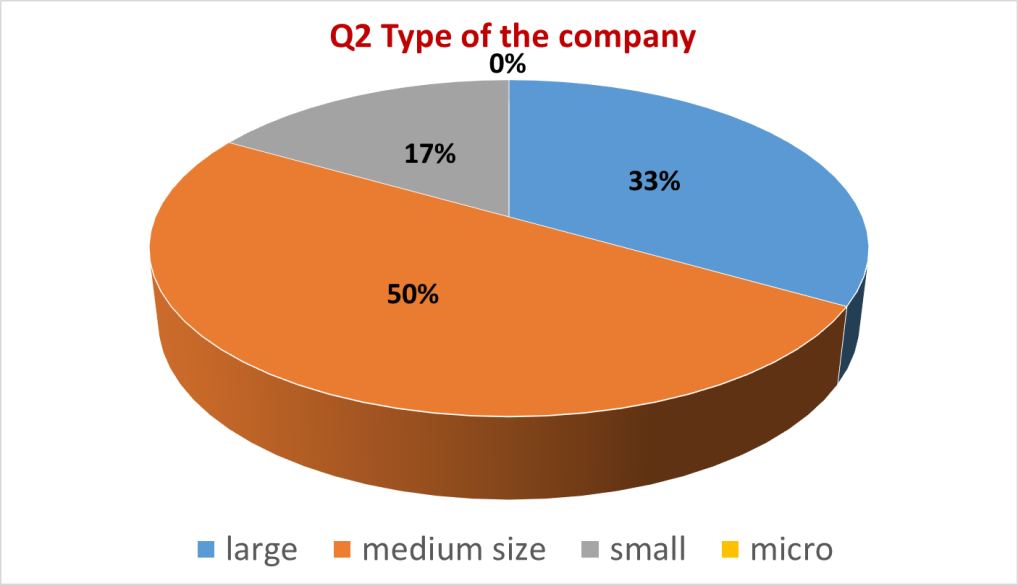 Q2 Type of the company
0%
17%
33%
50%
large medium size small micro